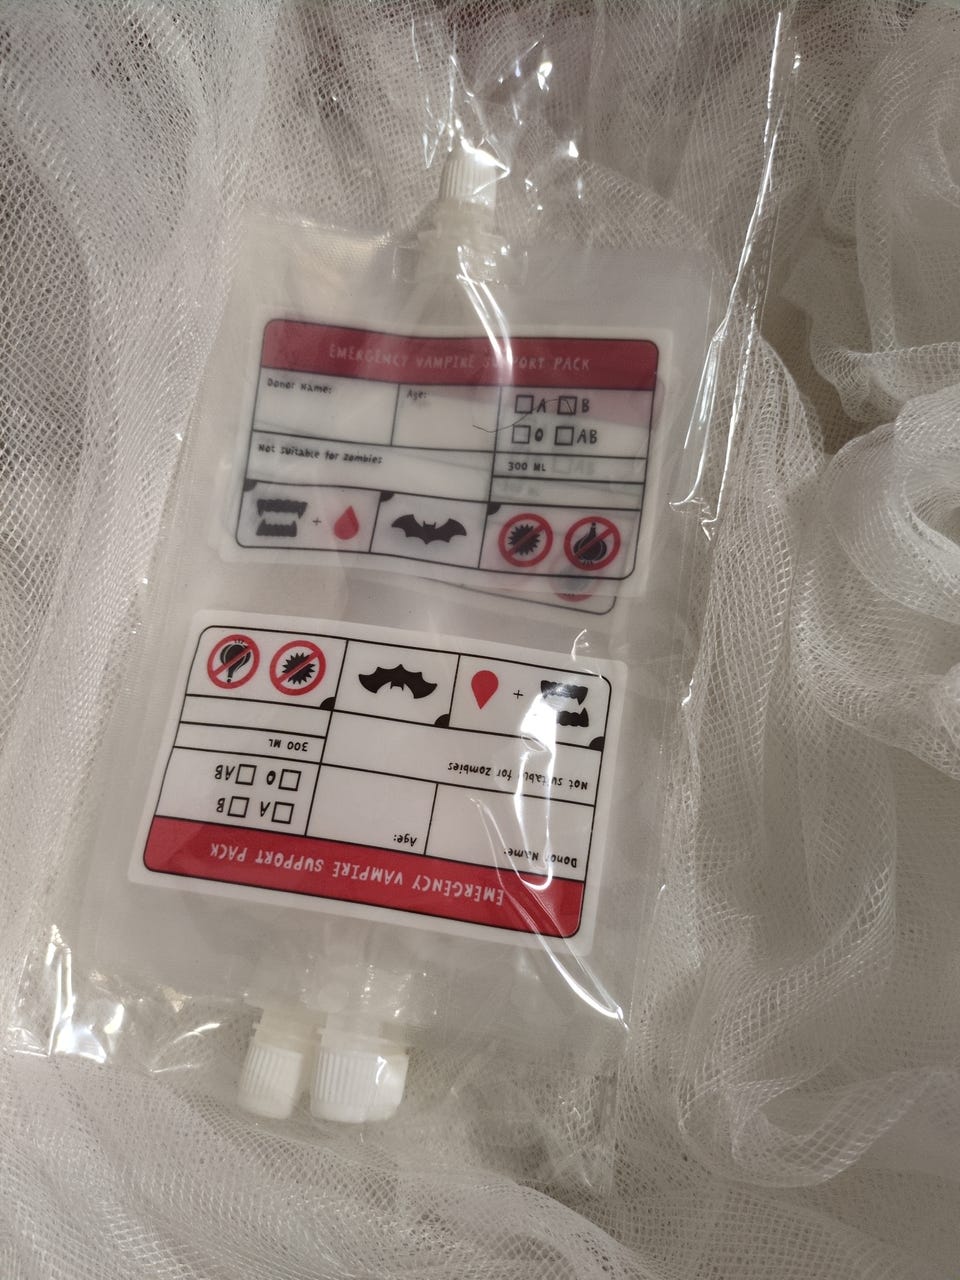 EMERGENCY VAMPIRE SUPPORT PACK
Donor Name:
Age:
A B
O AB
Not suitable for zombies
300 ML
+
EMERGENCY VAMPIRE SUPPORT PACK
Donor Name:
Age:
A B
O AB
Not suitable for zombies
300 ML
+